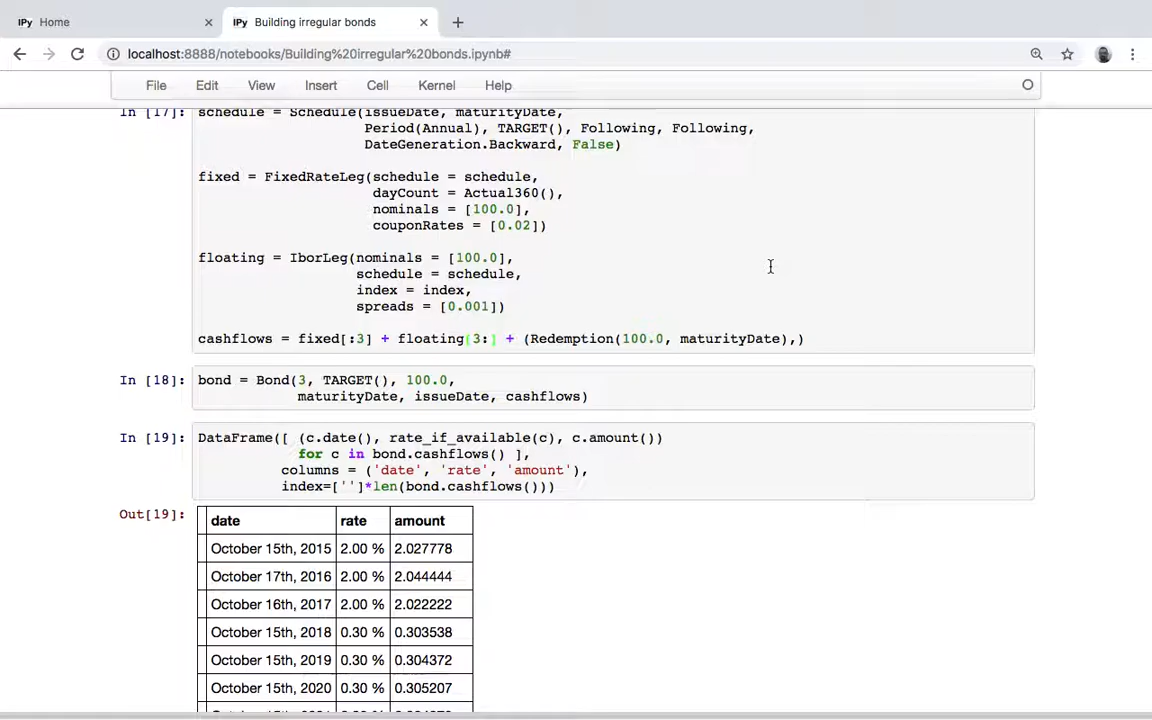 IPy Home × IPy Building irregular bonds × +
localhost:8888/notebooks/Building%20irregular%20bonds.ipynb#
File Edit View Insert Cell Kernel Help
In [17]: schedule = Schedule(issueDate, maturityDate,
Period(Annual), TARGET(), Following, Following,
DateGeneration.Backward, False)
fixed = FixedRateLeg(schedule = schedule,
dayCount = Actual360(),
nominals = [100.0],
couponRates = [0.02])
floating = IborLeg(nominals = [100.0],
schedule = schedule,
index = index,
spreads = [0.001])
cashflows = fixed[:3] + floating[3:] + (Redemption(100.0, maturityDate),)
In [18]: bond = Bond(3, TARGET(), 100.0,
maturityDate, issueDate, cashflows)
In [19]: DataFrame([ (c.date(), rate_if_available(c), c.amount())
for c in bond.cashflows() ],
columns = ('date', 'rate', 'amount'),
index=['']*len(bond.cashflows()))
Out[19]:
date rate amount
October 15th, 2015 2.00 % 2.027778
October 17th, 2016 2.00 % 2.044444
October 16th, 2017 2.00 % 2.022222
October 15th, 2018 0.30 % 0.303538
October 15th, 2019 0.30 % 0.304372
October 15th, 2020 0.30 % 0.305207